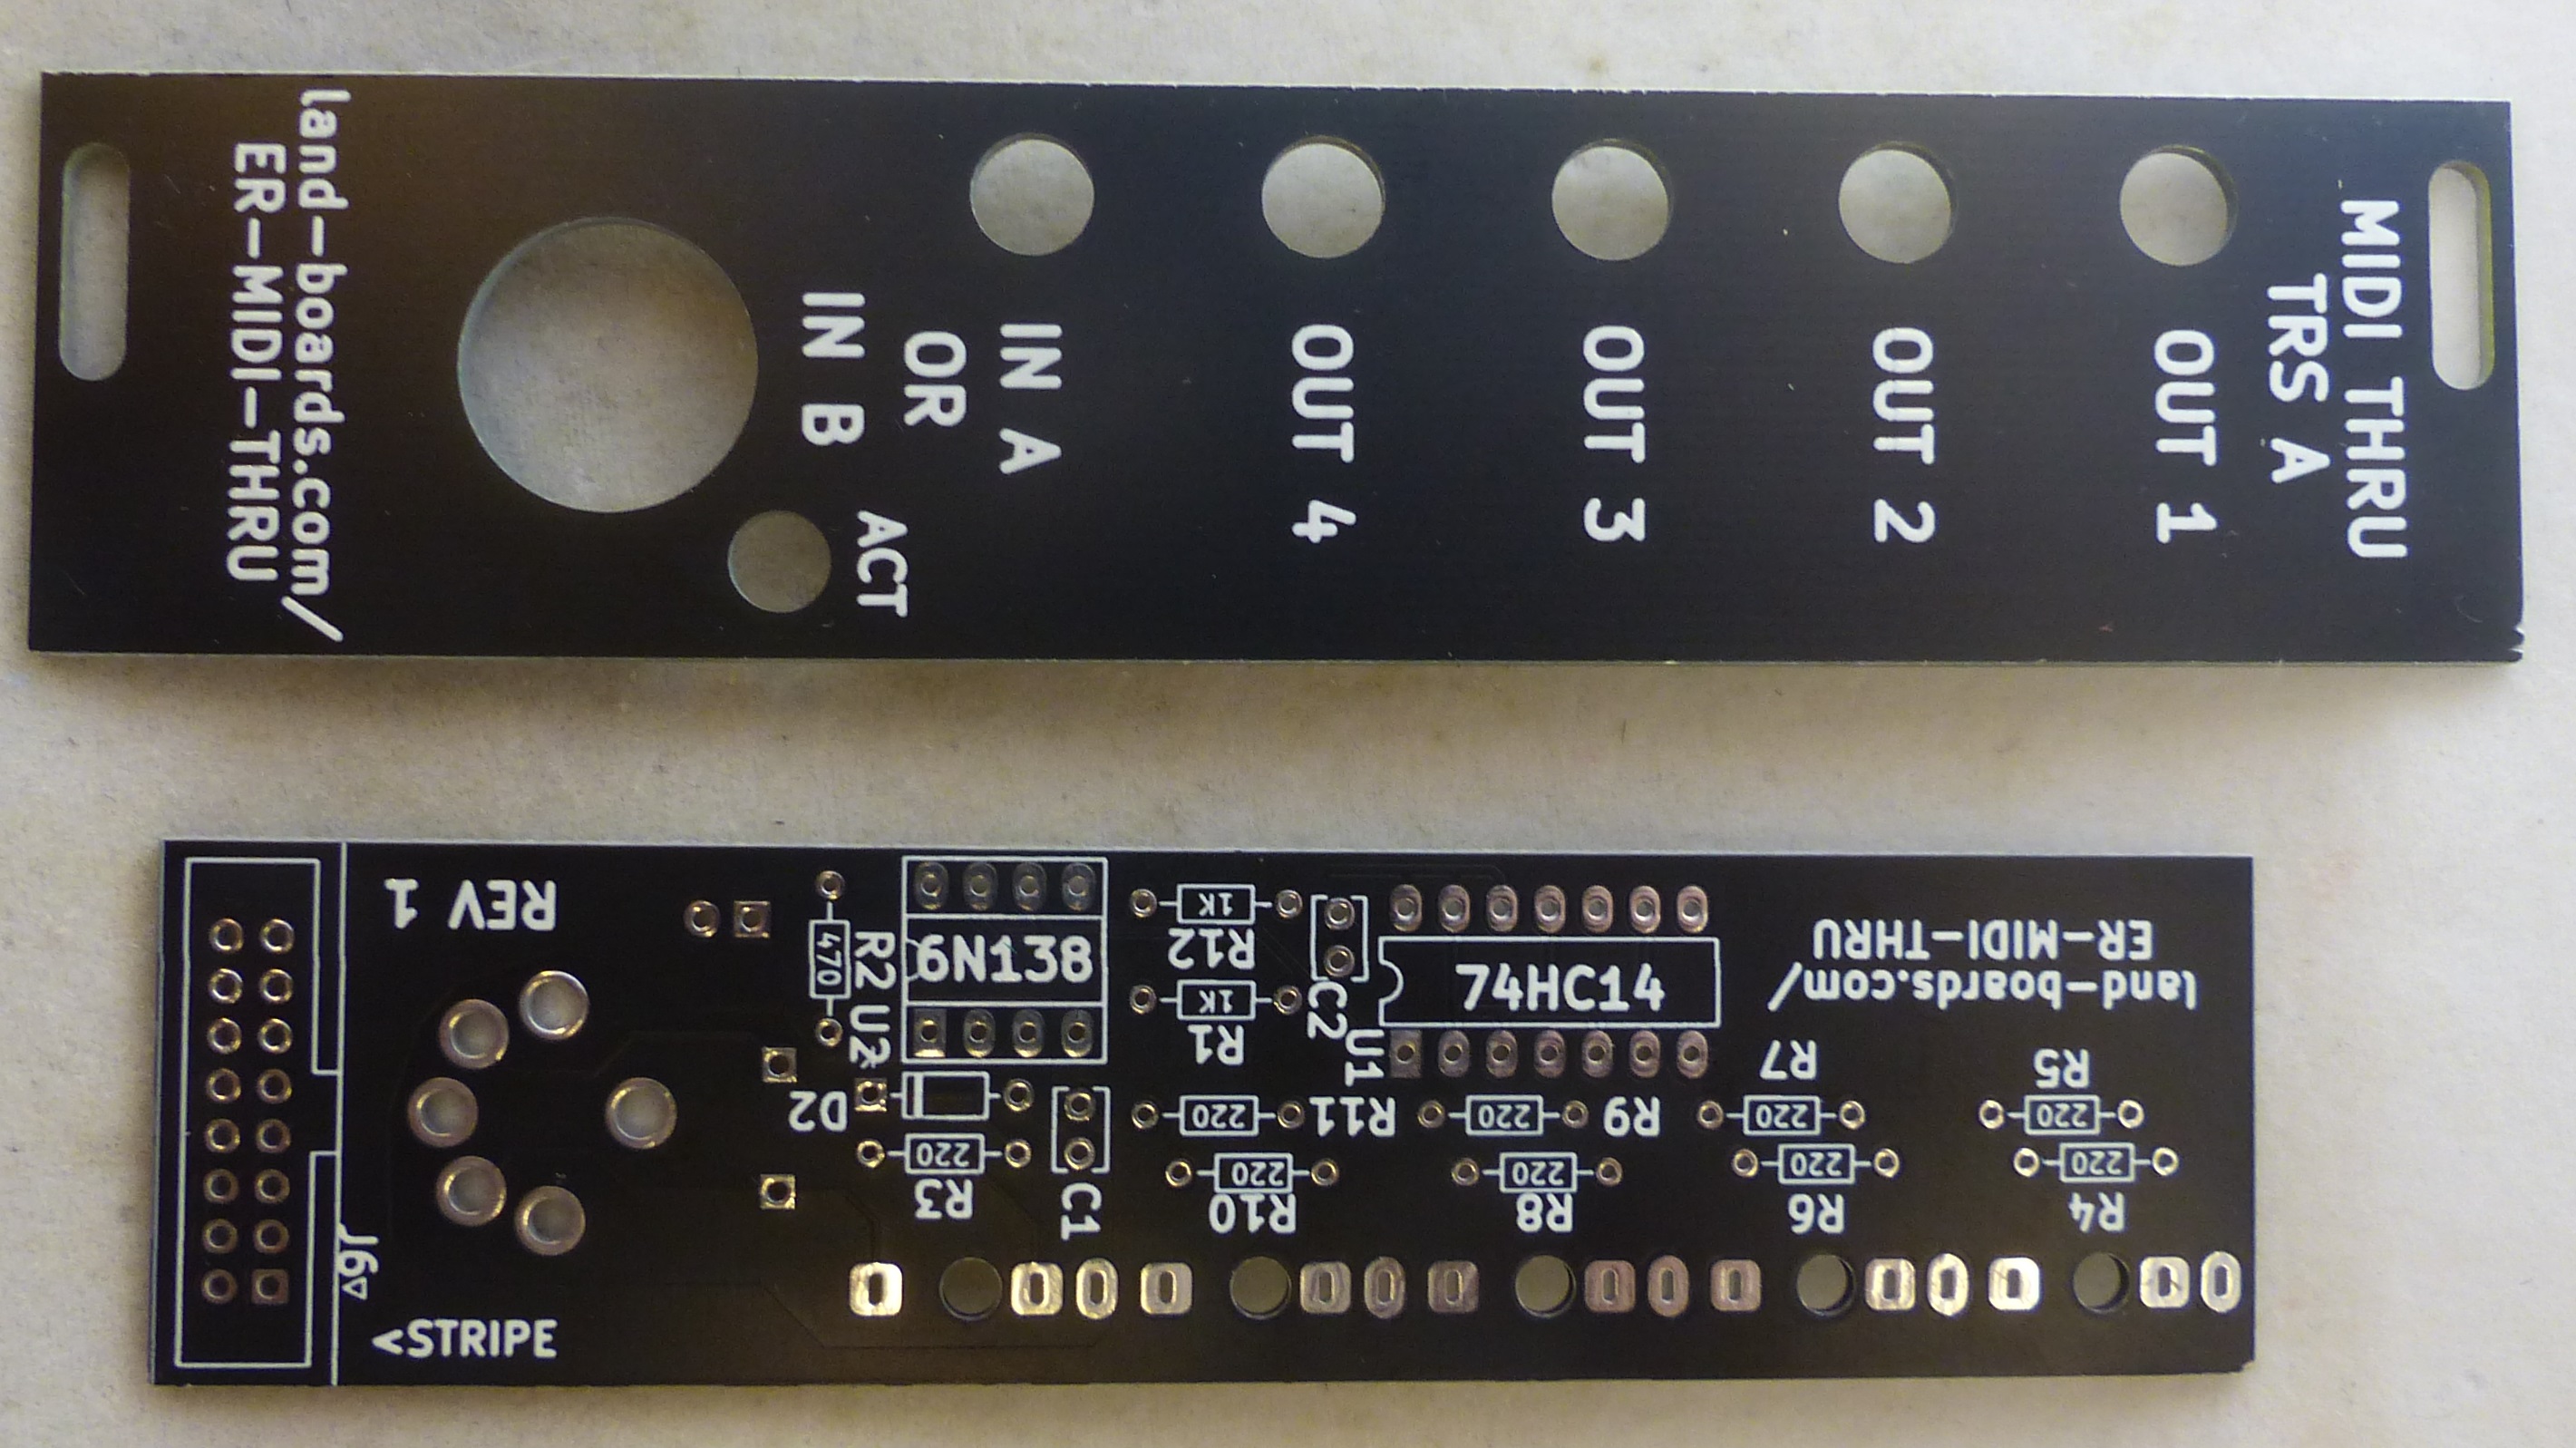 MIDI THRU
TRS A
OUT 1
OUT 2
OUT 3
OUT 4
IN A
OR
IN B
ACT
land-boards.com/
ER-MIDI-THRU
REV 1
J6
<STRIPE
470
R2
U2
6N138
D2
220
R3
C1
1K
R12
1K
R1
C2
U1
74HC14
220
R11
220
R10
220
R9
220
R8
R7
220
220
R6
R5
220
220
R4
land-boards.com/
ER-MIDI-THRU